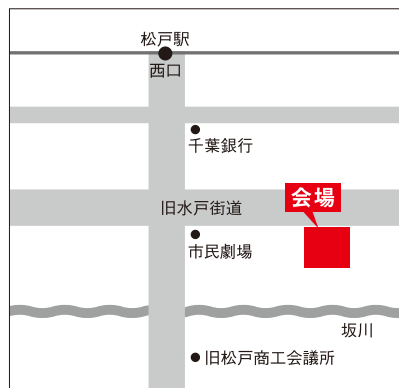 松戸駅
西口
千葉銀行
会場
旧水戸街道
市民劇場
坂川
旧松戸商工会議所